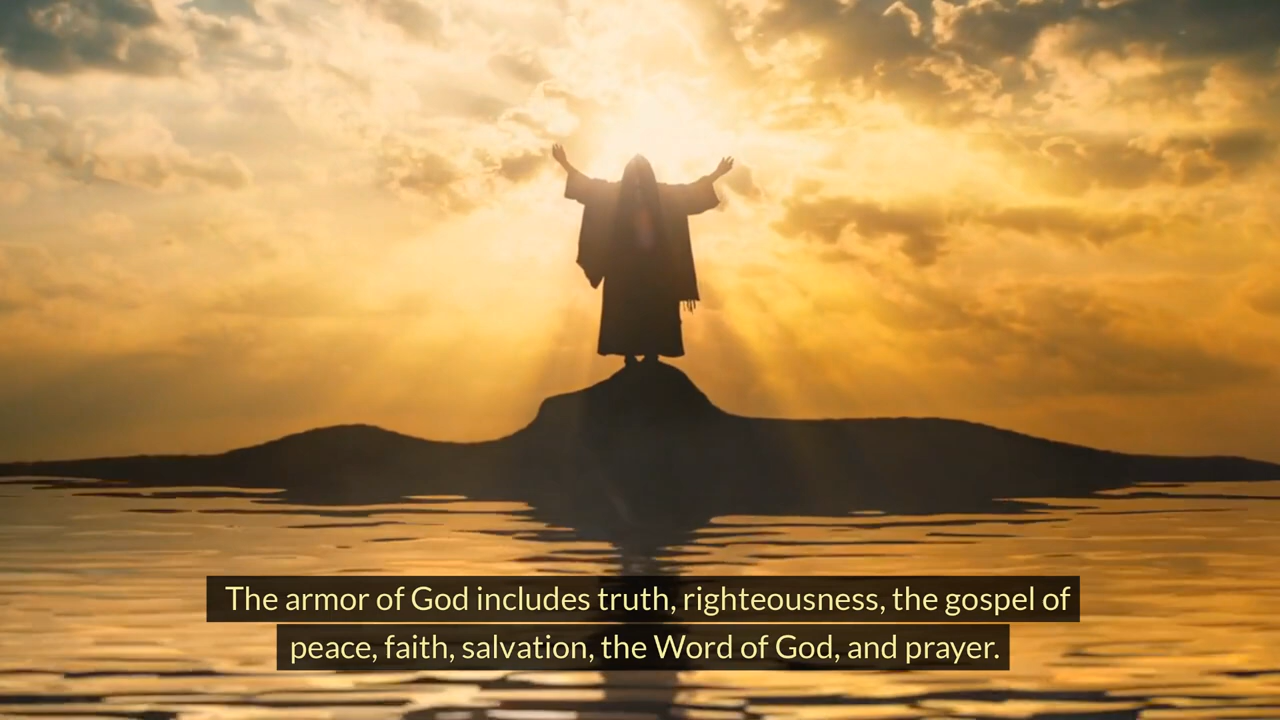 The armor of God includes truth, righteousness, the gospel of
peace, faith, salvation, the Word of God, and prayer.